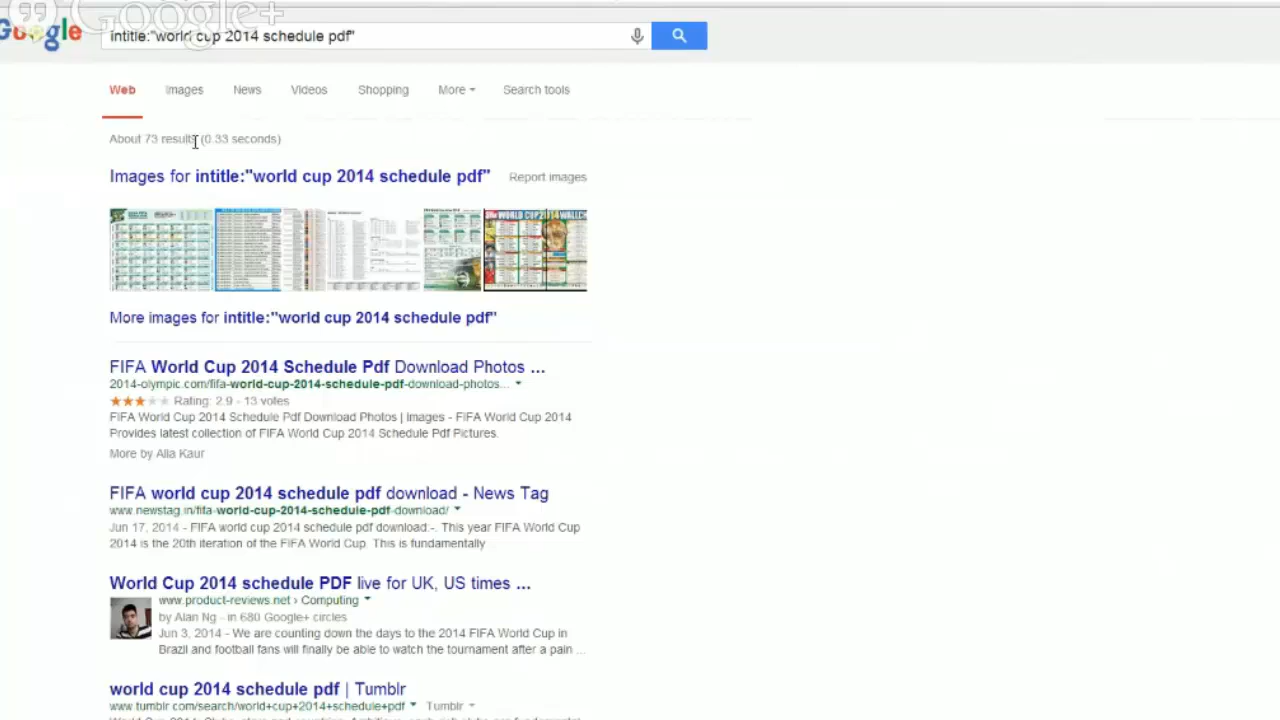 Google+
Google
intitle:"world cup 2014 schedule pdf"
Web Images News Videos Shopping More Search tools
About 73 results (0.33 seconds)
Images for intitle:"world cup 2014 schedule pdf" Report images
More images for intitle:"world cup 2014 schedule pdf"
FIFA World Cup 2014 Schedule Pdf Download Photos ...
2014-olympic.com/fifa-world-cup-2014-schedule-pdf-download-photos...
Rating: 2.9 - 13 votes
FIFA World Cup 2014 Schedule Pdf Download Photos | Images - FIFA World Cup 2014
Provides latest collection of FIFA World Cup 2014 Schedule Pdf Pictures.
More by Alia Kaur
FIFA world cup 2014 schedule pdf download - News Tag
www.newstag.in/fifa-world-cup-2014-schedule-pdf-download/
Jun 17, 2014 - FIFA world cup 2014 schedule pdf download:-. This year FIFA World Cup
2014 is the 20th iteration of the FIFA World Cup. This is fundamentally
World Cup 2014 schedule PDF live for UK, US times ...
www.product-reviews.net › Computing
by Alan Ng - in 680 Google+ circles
Jun 3, 2014 - We are counting down the days to the 2014 FIFA World Cup in
Brazil and football fans will finally be able to watch the tournament after a pain ...
world cup 2014 schedule pdf | Tumblr
www.tumblr.com/search/world+cup+2014+schedule+pdf Tumblr